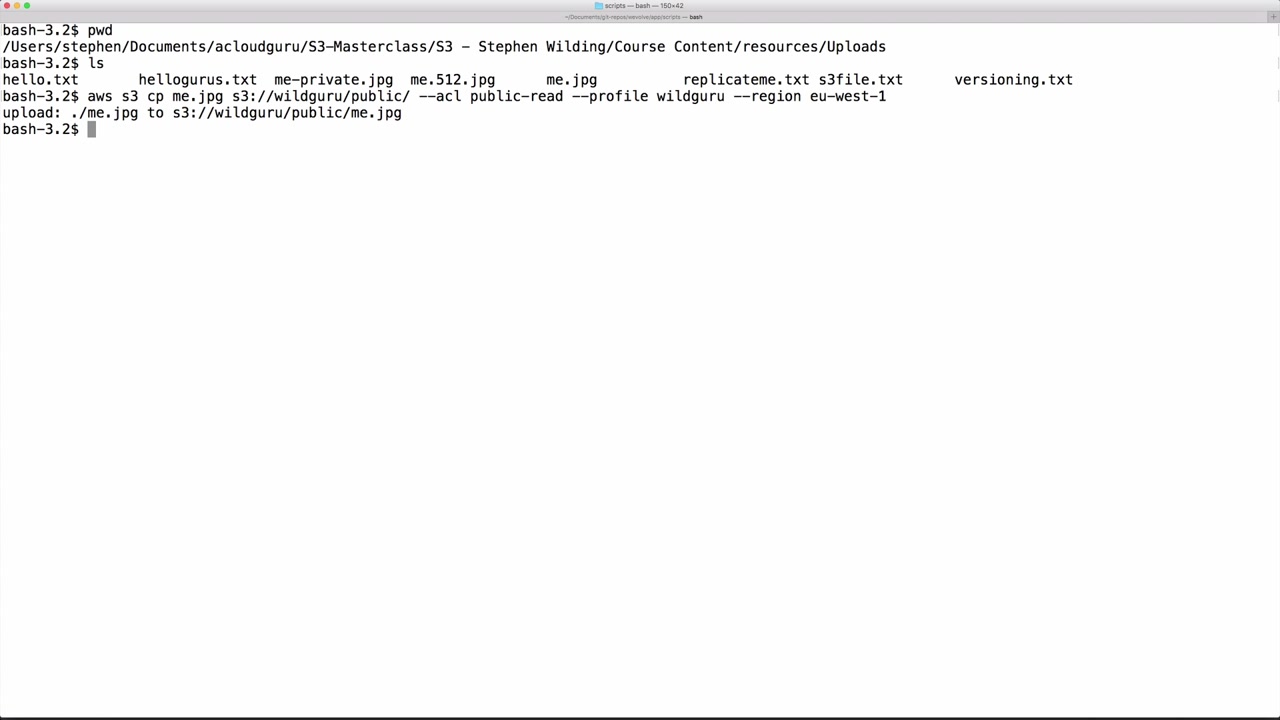 scripts — bash — 150×42
~/Documents/git-repos/wevolve/app/scripts — bash
bash-3.2$ pwd
/Users/stephen/Documents/acloudguru/S3-Masterclass/S3 - Stephen Wilding/Course Content/resources/Uploads
bash-3.2$ ls
hello.txt hellogurus.txt me-private.jpg me.512.jpg me.jpg replicateme.txt s3file.txt versioning.txt
bash-3.2$ aws s3 cp me.jpg s3://wildguru/public/ --acl public-read --profile wildguru --region eu-west-1
upload: ./me.jpg to s3://wildguru/public/me.jpg
bash-3.2$